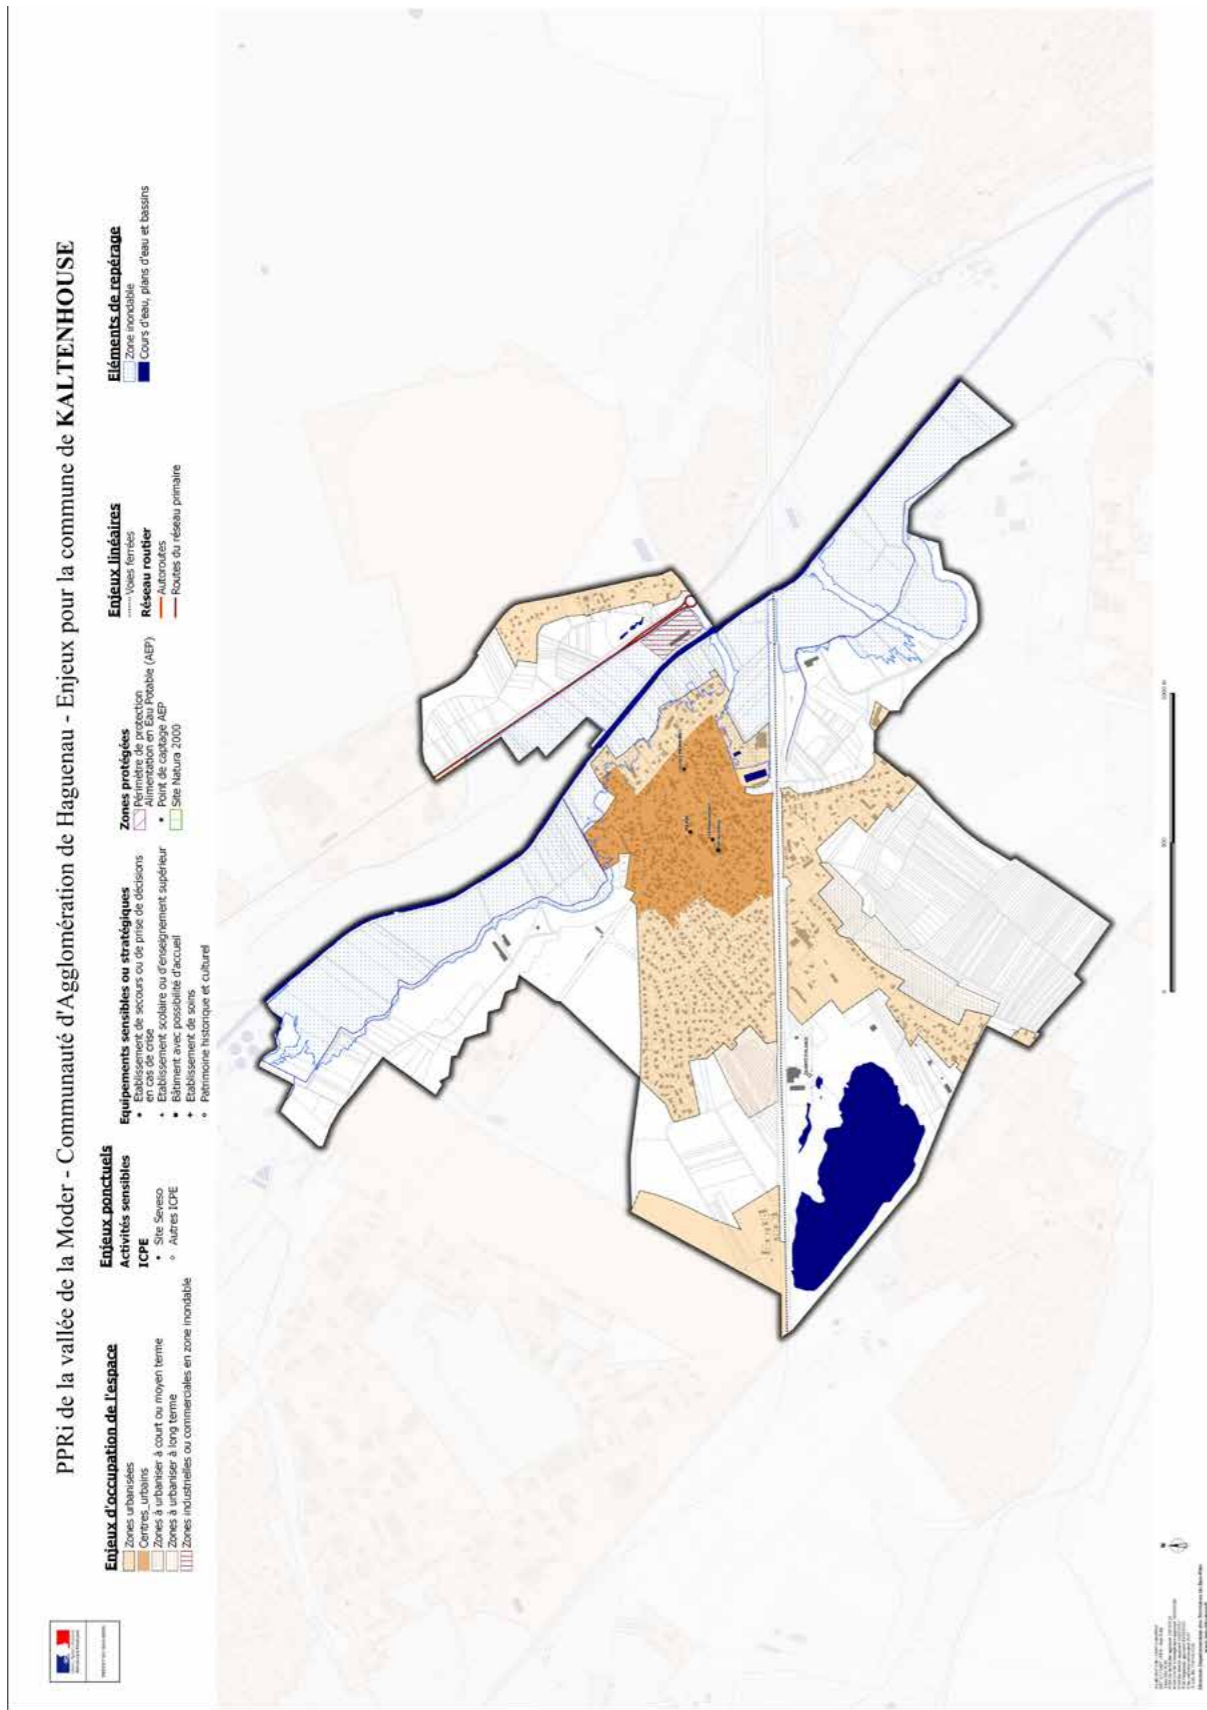 PPRi de la vallée de la Moder - Communauté d'Agglomération de Haguenau - Enjeux pour la commune de KALTENHOUSE
Enjeux d'occupation de l'espace
Zones urbanisées
Centres_urbains
Zones à urbaniser à court ou moyen terme
Zones à urbaniser à long terme
Zones industrielles ou commerciales en zone inondable
Enjeux ponctuels
Activités sensibles
ICPE
Site Seveso
Autres ICPE
Equipements sensibles ou stratégiques
Etablissement de secours ou de prise de décisions
en cas de crise
Etablissement scolaire ou d'enseignement supérieur
Bâtiment avec possibilité d'accueil
Etablissement de soins
Patrimoine historique et culturel
Zones protégées
Périmètre de protection
Alimentation en Eau Potable (AEP)
Point de captage AEP
Site Natura 2000
Enjeux linéaires
Voies ferrées
Réseau routier
Autoroutes
Routes du réseau primaire
Eléments de repérage
Zone inondable
Cours d'eau, plans d'eau et bassins
0
500
1000 m
N